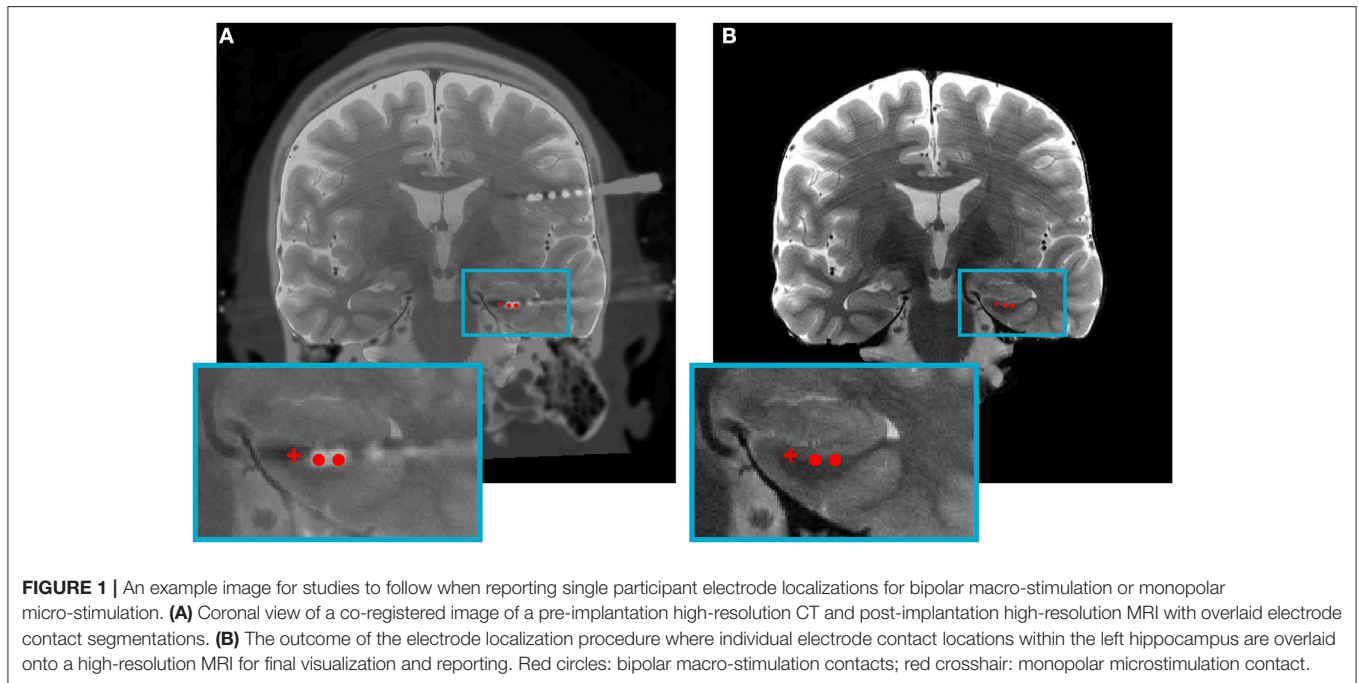 A
B
FIGURE 1 | An example image for studies to follow when reporting single participant electrode localizations for bipolar macro-stimulation or monopolar
micro-stimulation. (A) Coronal view of a co-registered image of a pre-implantation high-resolution CT and post-implantation high-resolution MRI with overlaid electrode
contact segmentations. (B) The outcome of the electrode localization procedure where individual electrode contact locations within the left hippocampus are overlaid
onto a high-resolution MRI for final visualization and reporting. Red circles: bipolar macro-stimulation contacts; red crosshair: monopolar microstimulation contact.